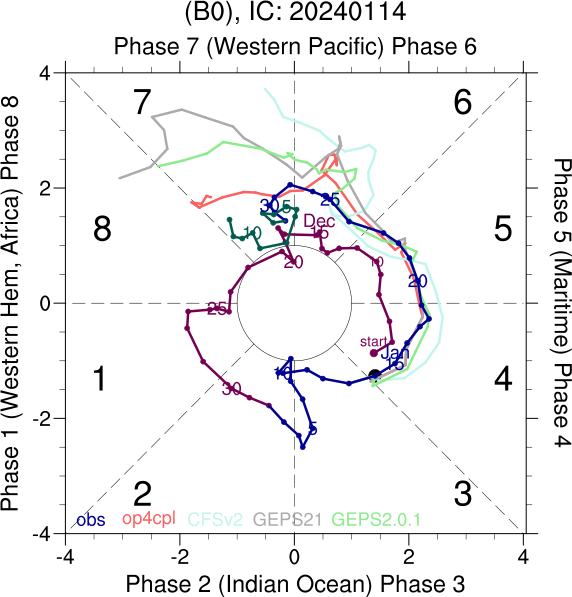 (B0), IC: 20240114
Phase 7 (Western Pacific) Phase 6
4
7
6
Phase 1 (Western Hem, Africa) Phase 8
Phase 5 (Maritime) Phase 4
2
30
5
25
Dec
15
8
10
5
20
10
20
0
25
start
Jan
15
1
10
4
30
-2
5
2
3
obs op4cpl CFSv2 GEPS21 GEPS2.0.1
-4
-4 -2 0 2 4
Phase 2 (Indian Ocean) Phase 3